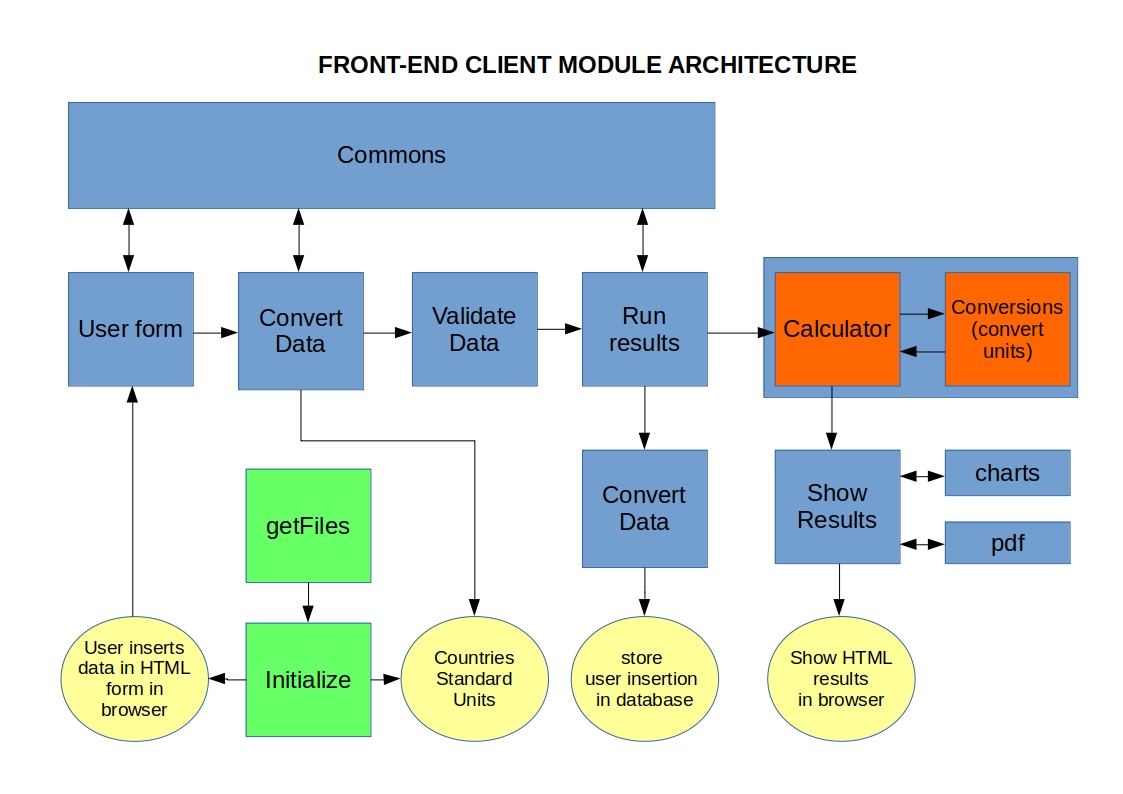 FRONT-END CLIENT MODULE ARCHITECTURE
Commons
User form
Convert
Data
Validate
Data
Run
results
Calculator
Conversions
(convert
units)
getFiles
Convert
Data
Show
Results
charts
pdf
User inserts
data in HTML
form in
browser
Initialize
Countries
Standard
Units
store
user insertion
in database
Show HTML
results
in browser